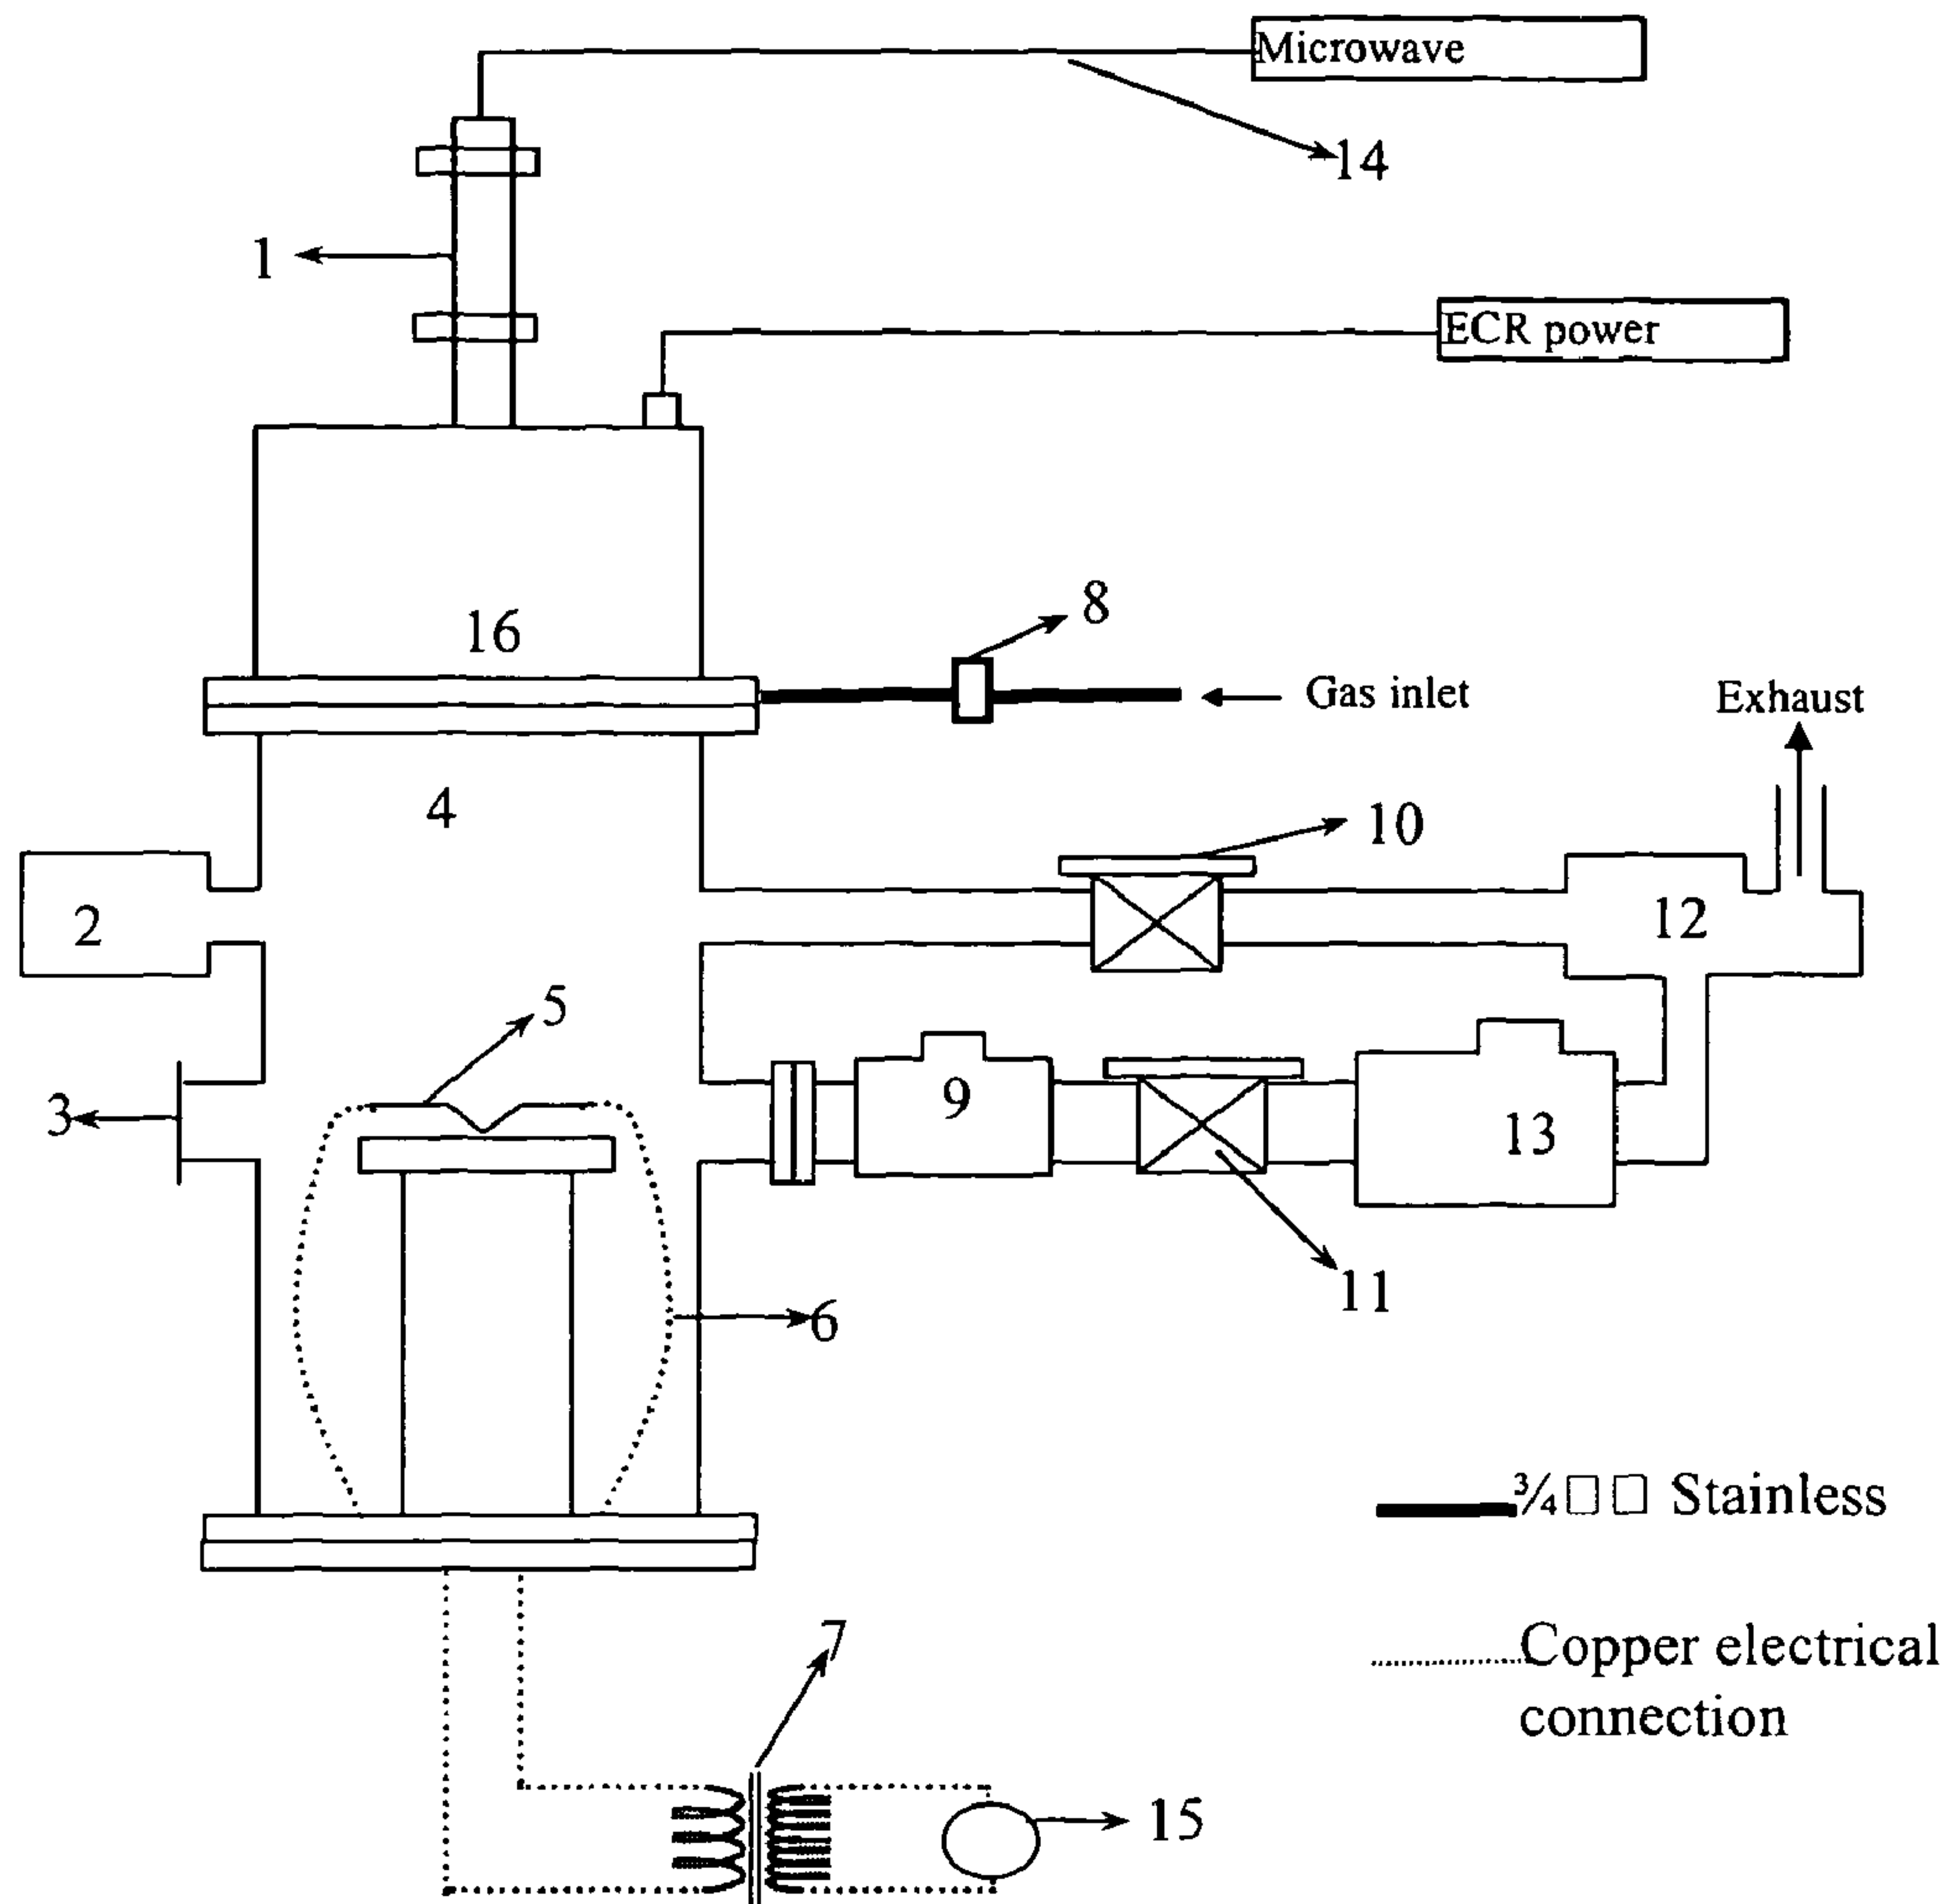 Microwave
14
1
ECR power
8
16
Gas inlet
Exhaust
4
10
2
12
5
3
9
13
11
6
¾□□ Stainless
7
Copper electrical
connection
15